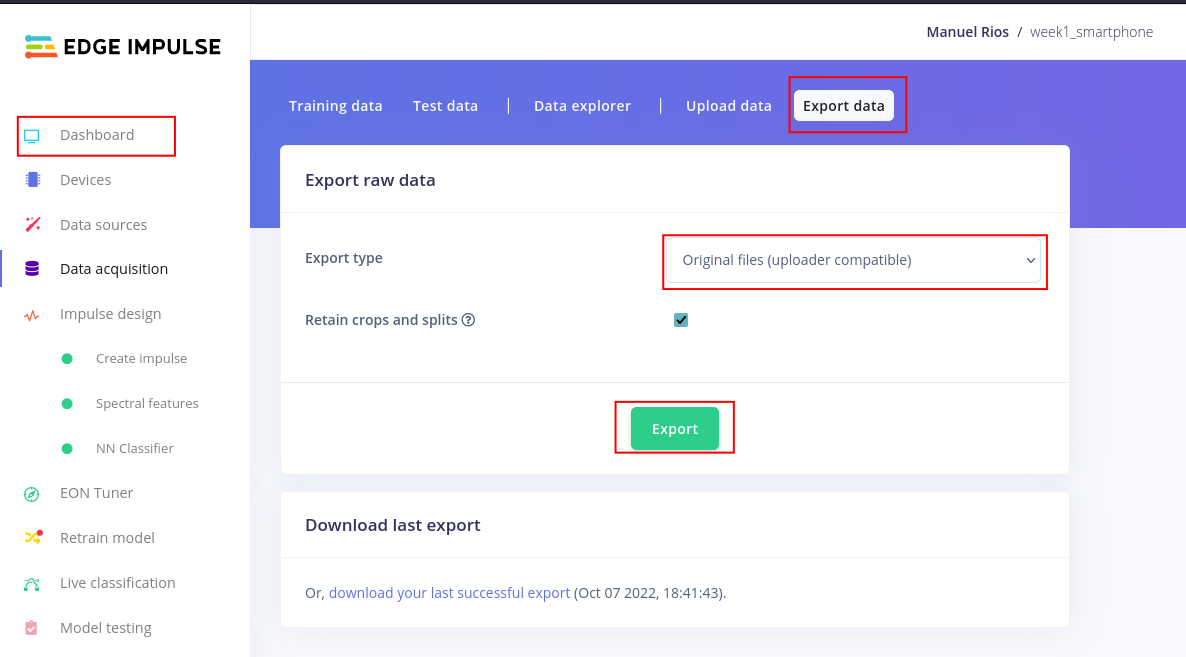 EDGE IMPULSE
Manuel Rios / week1_smartphone
Dashboard
Devices
Data sources
Data acquisition
Impulse design
Create impulse
Spectral features
NN Classifier
EON Tuner
Retrain model
Live classification
Model testing
Training data | Test data | Data explorer | Upload data Export data
Export raw data
Export type
Original files (uploader compatible)
Retain crops and splits ?
Export
Download last export
Or, download your last successful export (Oct 07 2022, 18:41:43).